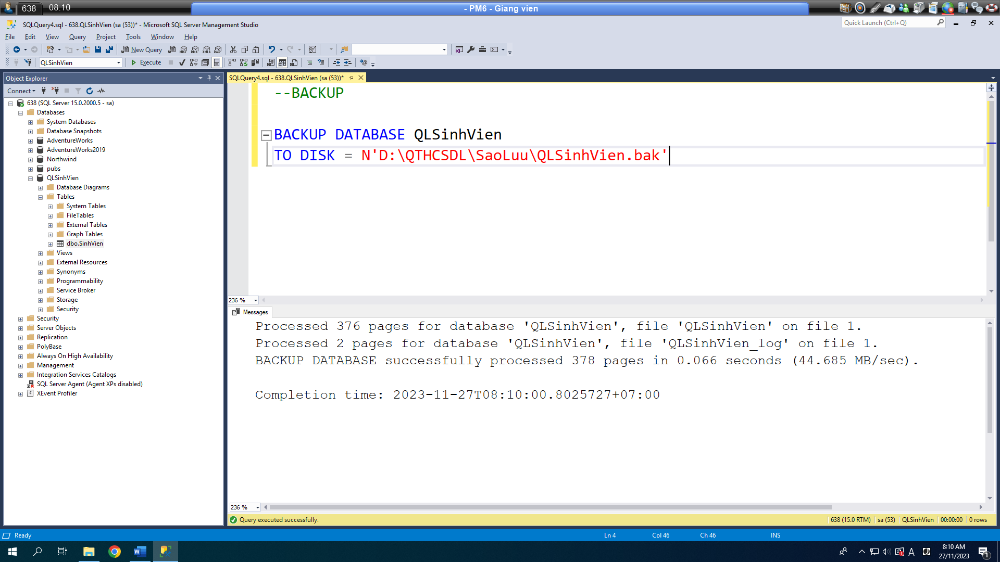 638
08:10
- PM6 - Giang vien
SQLQuery4.sql - 638.QLSinhVien (sa (53))* - Microsoft SQL Server Management Studio
Quick Launch (Ctrl+Q)
File Edit View Query Project Tools Window Help
New Query
MDX DMX XMLA DAX
QLSinhVien
Execute
Object Explorer
SQLQuery4.sql - 638.QLSinhVien (sa (53))*
Connect
638 (SQL Server 15.0.2000.5 - sa)
Databases
System Databases
Database Snapshots
AdventureWorks
AdventureWorks2019
Northwind
pubs
QLSinhVien
Database Diagrams
Tables
System Tables
FileTables
External Tables
Graph Tables
dbo.SinhVien
Views
External Resources
Synonyms
Programmability
Service Broker
Storage
Security
Security
Server Objects
Replication
PolyBase
Always On High Availability
Management
Integration Services Catalogs
SQL Server Agent (Agent XPs disabled)
XEvent Profiler
--BACKUP
BACKUP DATABASE QLSinhVien
TO DISK = N'D:\QTHCSDL\SaoLuu\QLSinhVien.bak'
236 %
Messages
Processed 376 pages for database 'QLSinhVien', file 'QLSinhVien' on file 1.
Processed 2 pages for database 'QLSinhVien', file 'QLSinhVien_log' on file 1.
BACKUP DATABASE successfully processed 378 pages in 0.066 seconds (44.685 MB/sec).
Completion time: 2023-11-27T08:10:00.8025727+07:00
236 %
Query executed successfully.
638 (15.0 RTM) sa (53) QLSinhVien 00:00:00 0 rows
Ready
Ln 4 Col 46 Ch 46 INS
A
8:10 AM
27/11/2023
1